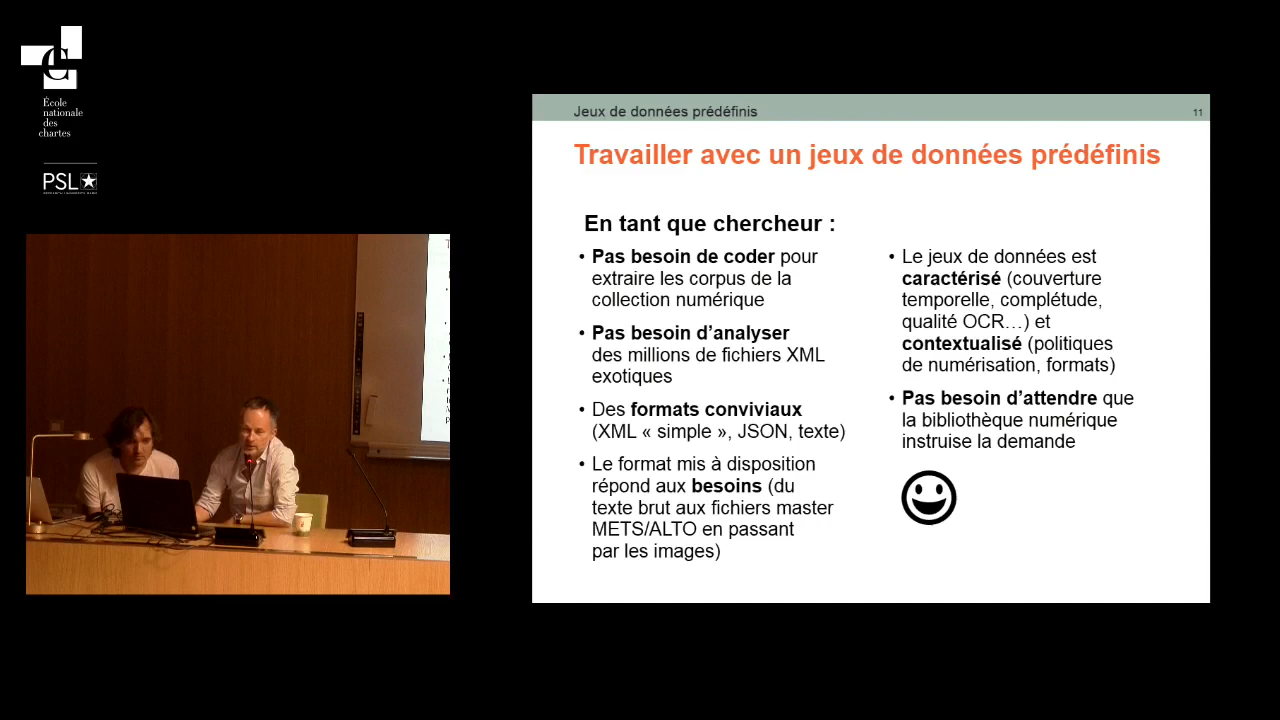 École
nationale
des
chartes
PSL
Jeux de données prédéfinis
11
Travailler avec un jeux de données prédéfinis
En tant que chercheur :
• Pas besoin de coder pour
extraire les corpus de la
collection numérique
• Pas besoin d’analyser
des millions de fichiers XML
exotiques
• Des formats conviviaux
(XML « simple », JSON, texte)
• Le format mis à disposition
répond aux besoins (du
texte brut aux fichiers master
METS/ALTO en passant
par les images)
• Le jeux de données est
caractérisé (couverture
temporelle, complétude,
qualité OCR…) et
contextualisé (politiques
de numérisation, formats)
• Pas besoin d’attendre que
la bibliothèque numérique
instruise la demande